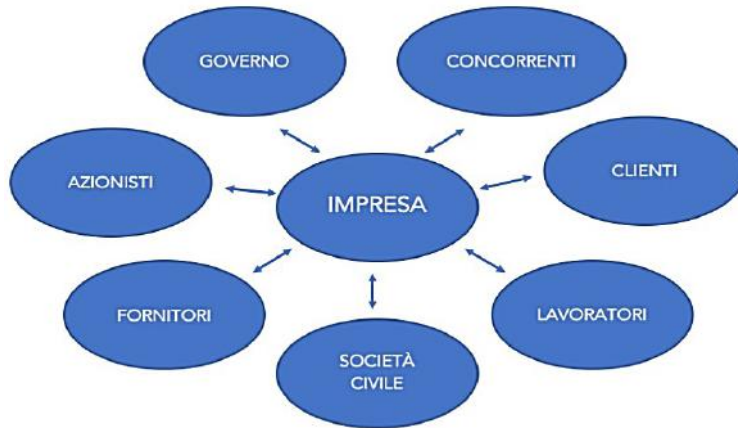 GOVERNO
CONCORRENTI
AZIONISTI
IMPRESA
CLIENTI
FORNITORI
LAVORATORI
SOCIETÀ
CIVILE